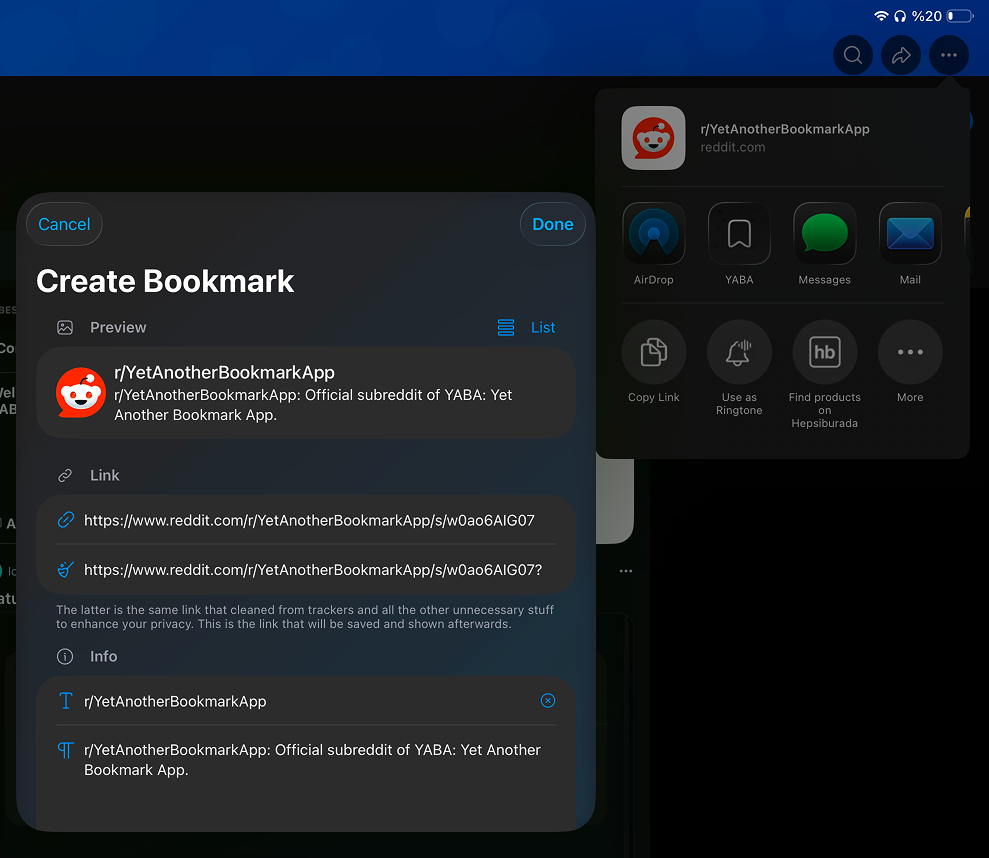 %20
r/YetAnotherBookmarkApp
reddit.com
AirDrop
YABA
Messages
Mail
Copy Link
Use as
Ringtone
hb
Find products
on
Hepsiburada
More
Cancel
Done
Create Bookmark
Preview
List
r/YetAnotherBookmarkApp
r/YetAnotherBookmarkApp: Official subreddit of YABA: Yet
Another Bookmark App.
Link
https://www.reddit.com/r/YetAnotherBookmarkApp/s/w0ao6AlG07
https://www.reddit.com/r/YetAnotherBookmarkApp/s/w0ao6AlG07?
The latter is the same link that cleaned from trackers and all the other unnecessary stuff
to enhance your privacy. This is the link that will be saved and shown afterwards.
Info
r/YetAnotherBookmarkApp
r/YetAnotherBookmarkApp: Official subreddit of YABA: Yet Another
Bookmark App.